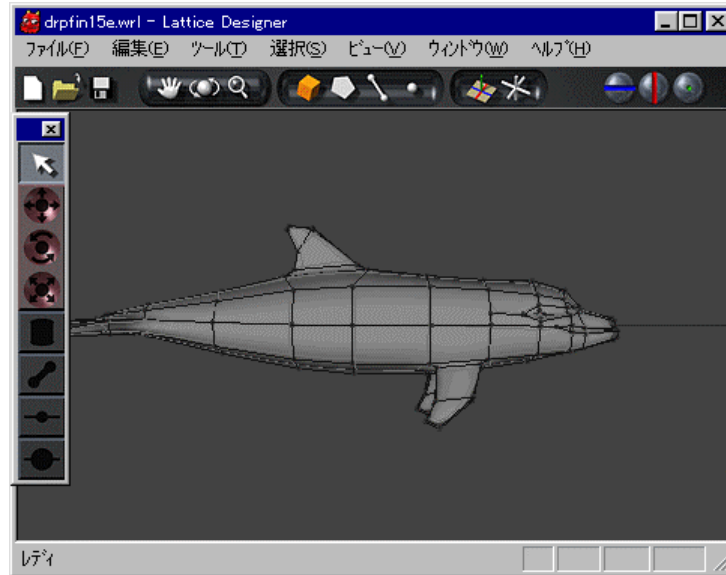 drpfin15e.wrl - Lattice Designer
ﾌｧｲﾙ(F) 編集(E) ﾂｰﾙ(T) 選択(S) ﾋﾞｭｰ(V) ｳｨﾝﾄﾞｳ(W) ﾍﾙﾌﾟ(H)
ﾚﾃﾞｨ